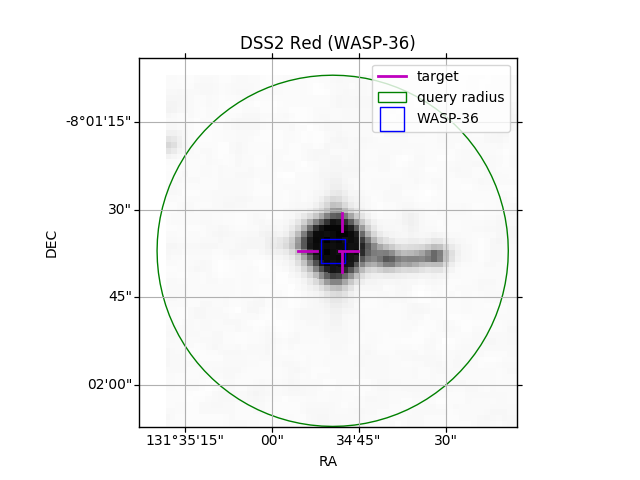 DSS2 Red (WASP-36)
target
query radius
WASP-36
-8°01'15"
30"
45"
02'00"
DEC
131°35'15"
00"
34'45"
30"
RA